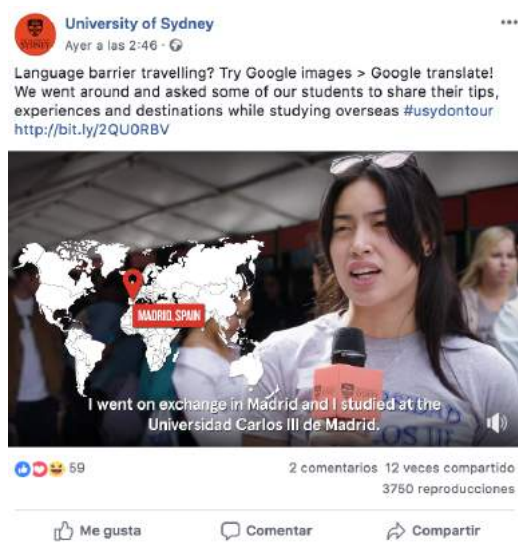 University of Sydney
Ayer a las 2:46 ·
Language barrier travelling? Try Google images > Google translate!
We went around and asked some of our students to share their tips,
experiences and destinations while studying overseas #usydontour
http://bit.ly/2QU0RBV
MADRID, SPAIN
I went on exchange in Madrid and I studied at the
Universidad Carlos III de Madrid.
59
2 comentarios 12 veces compartido
3750 reproducciones
Me gusta
Comentar
Compartir